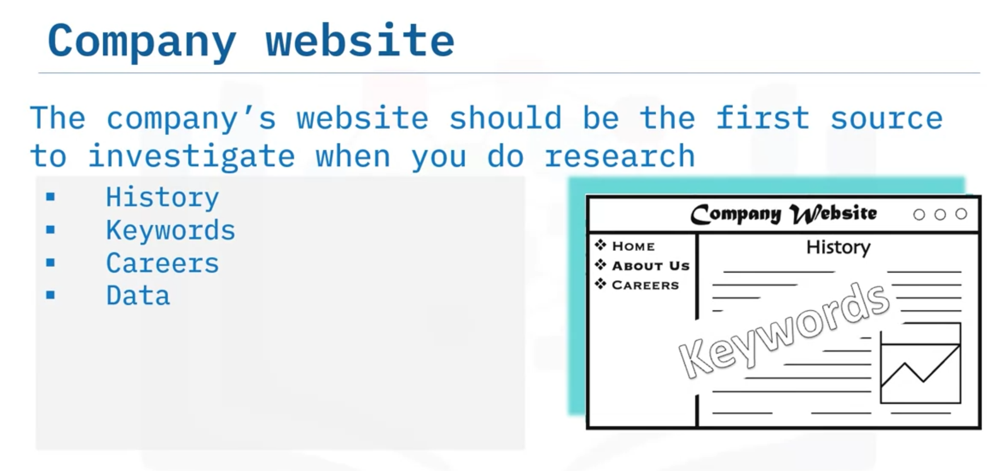 Company website
The company’s website should be the first source
to investigate when you do research
▪ History
▪ Keywords
▪ Careers
▪ Data
Company Website
❖ HOME
❖ ABOUT US
❖ CAREERS
History
Keywords